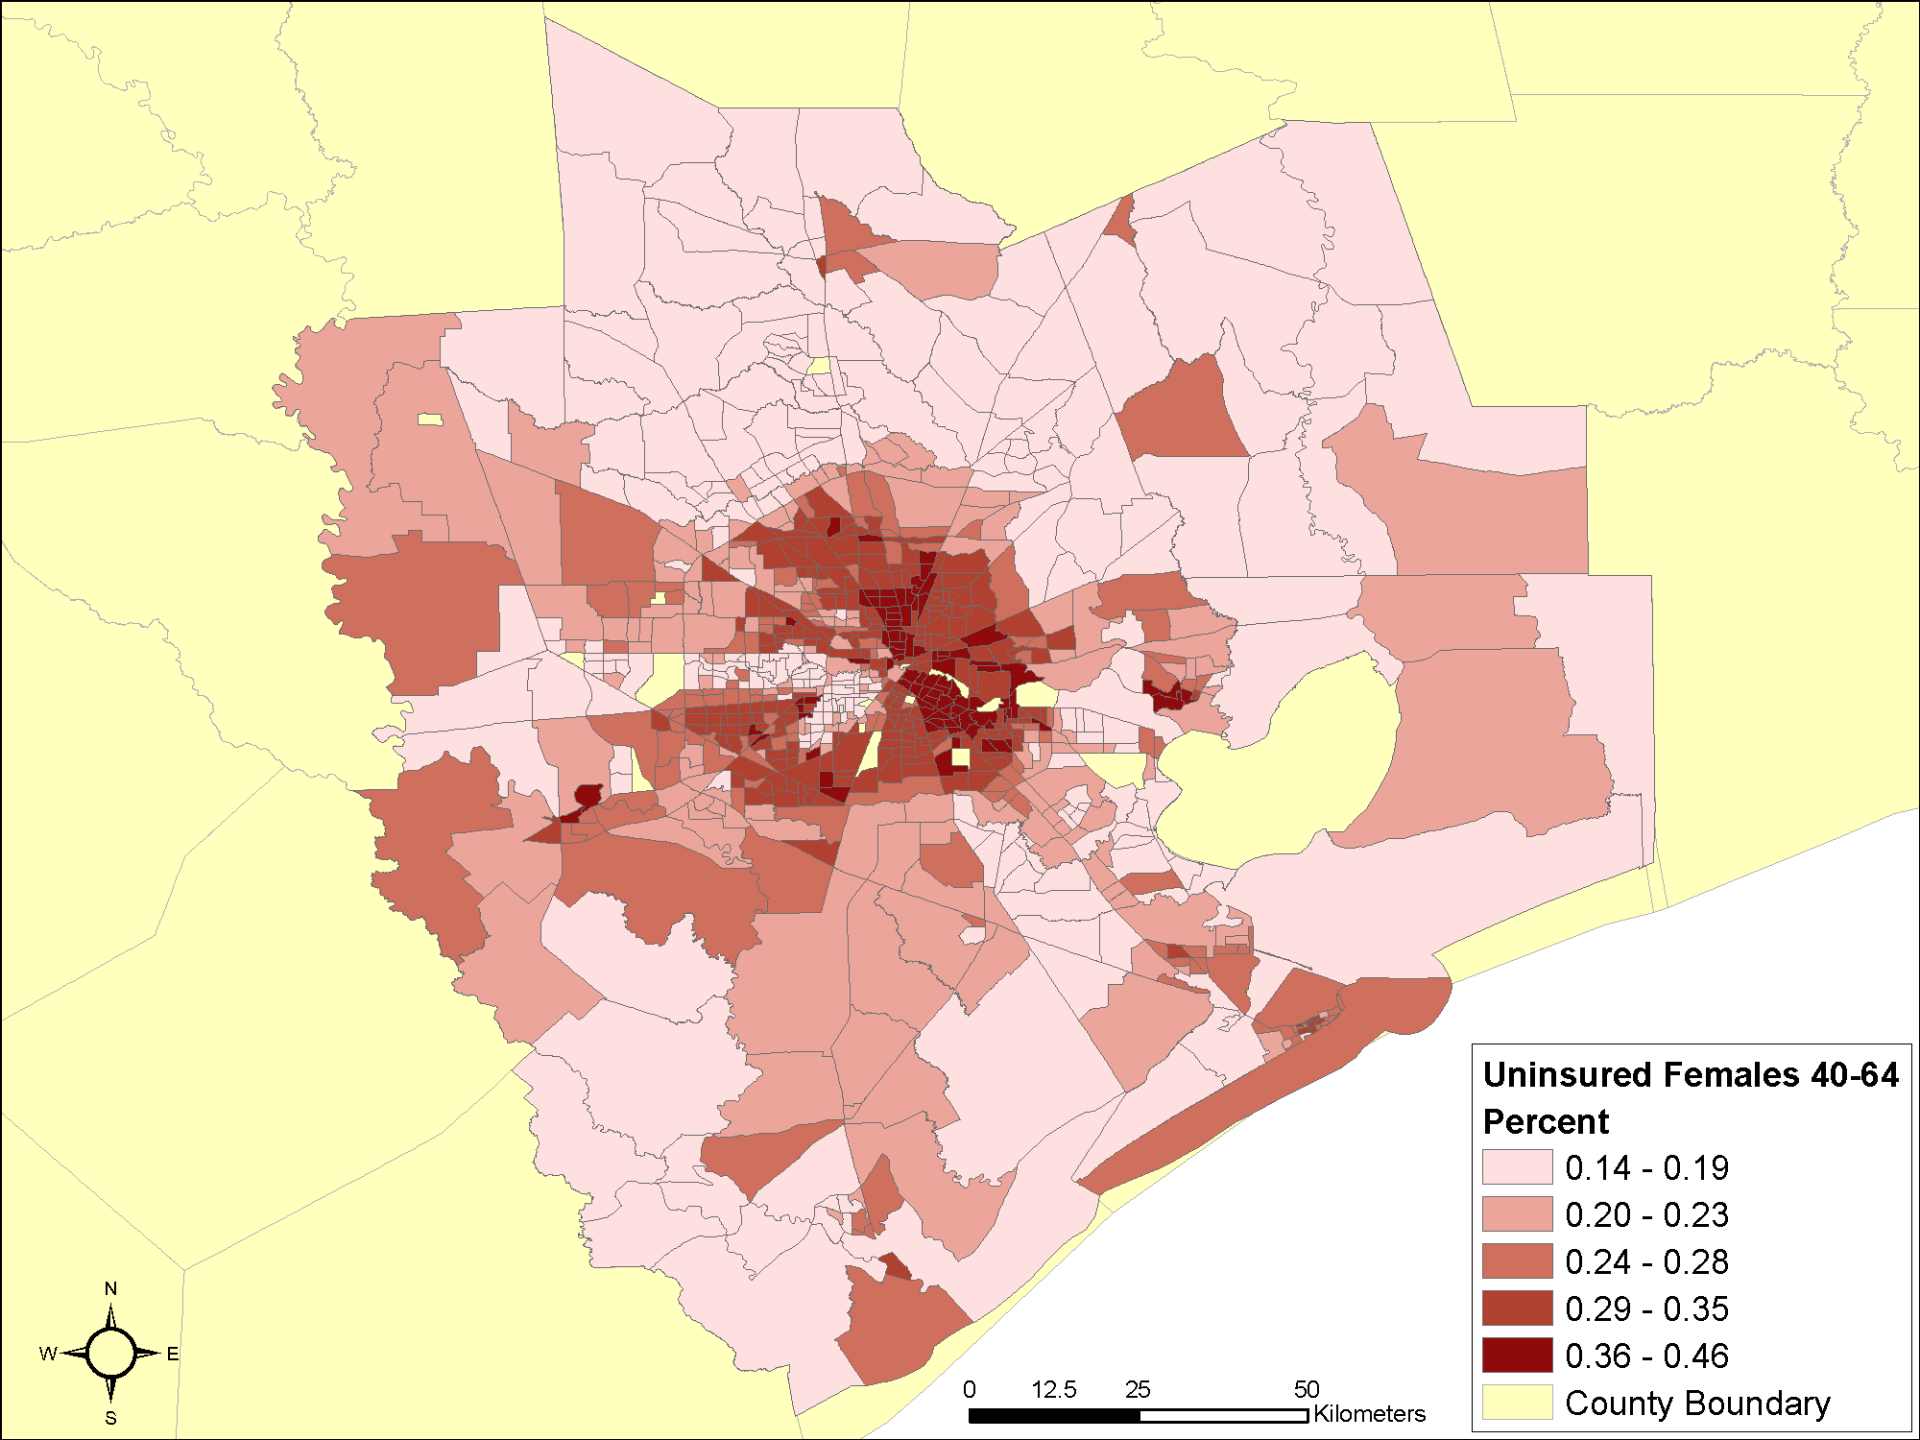 Uninsured Females 40-64
Percent
0.14 - 0.19
0.20 - 0.23
0.24 - 0.28
0.29 - 0.35
0.36 - 0.46
County Boundary
N
W E
S
0 12.5 25 50
Kilometers